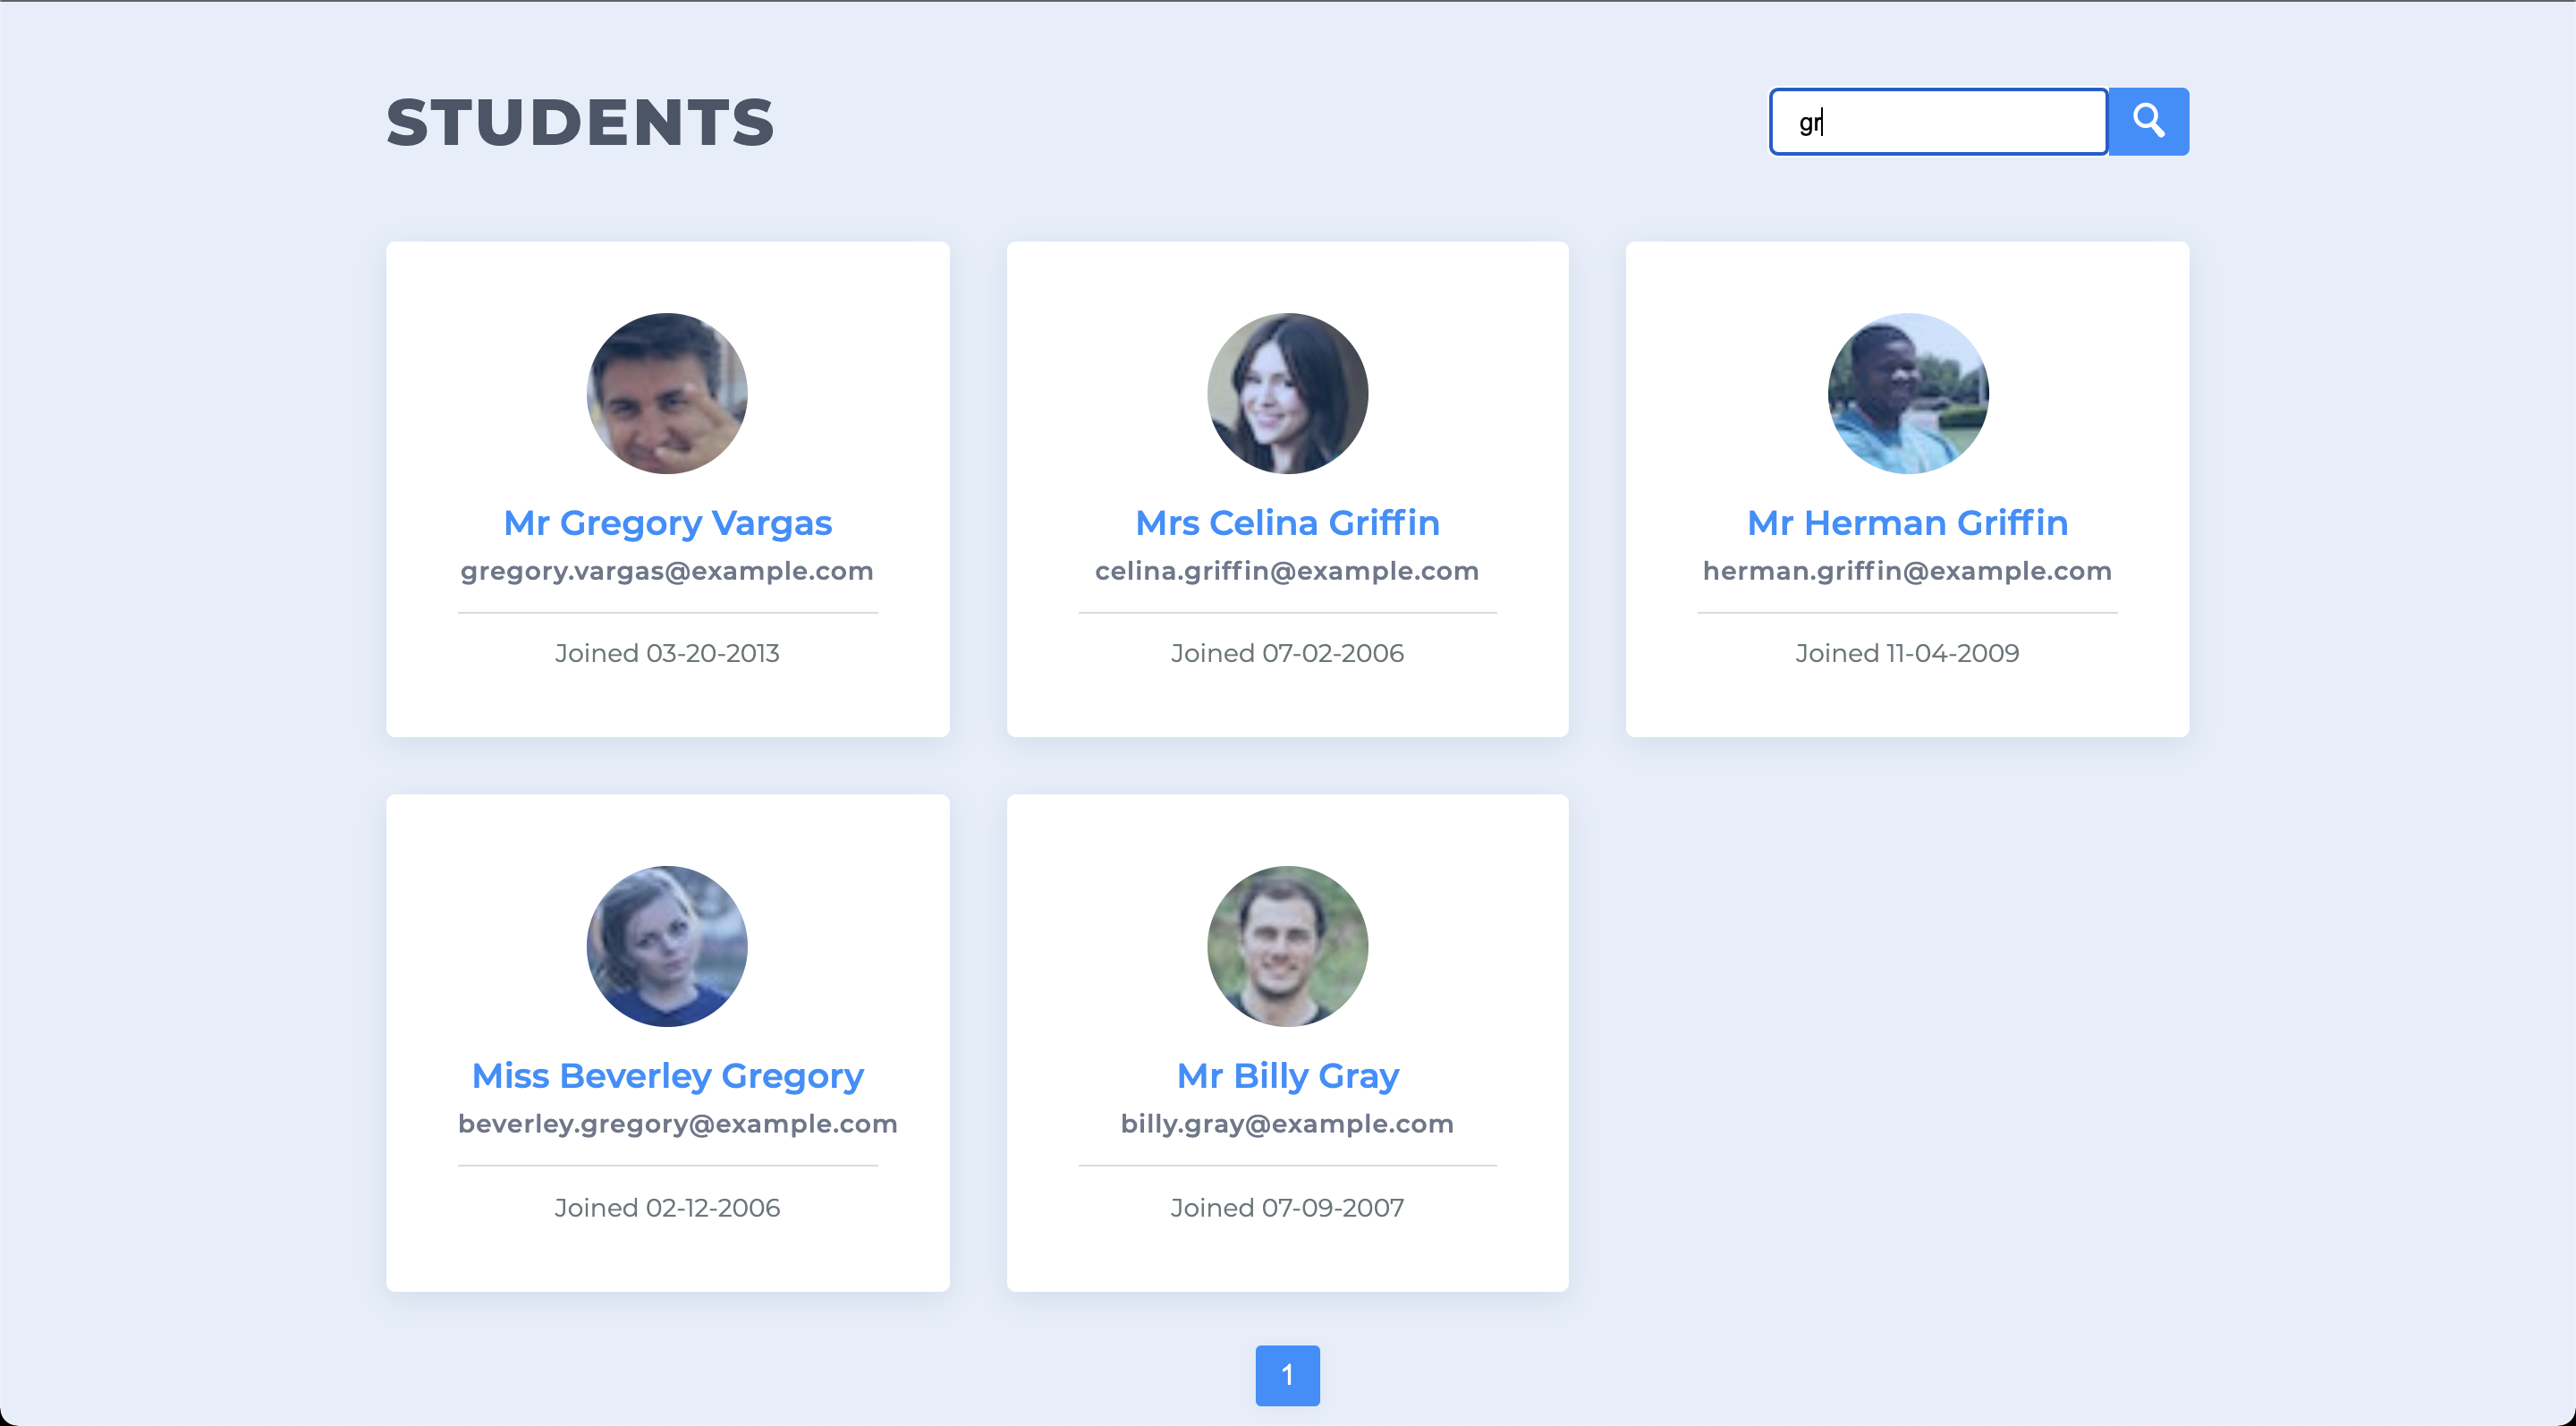 STUDENTS
gr
Mr Gregory Vargas
gregory.vargas@example.com
Joined 03-20-2013
Mrs Celina Griffin
celina.griffin@example.com
Joined 07-02-2006
Mr Herman Griffin
herman.griffin@example.com
Joined 11-04-2009
Miss Beverley Gregory
beverley.gregory@example.com
Joined 02-12-2006
Mr Billy Gray
billy.gray@example.com
Joined 07-09-2007
1